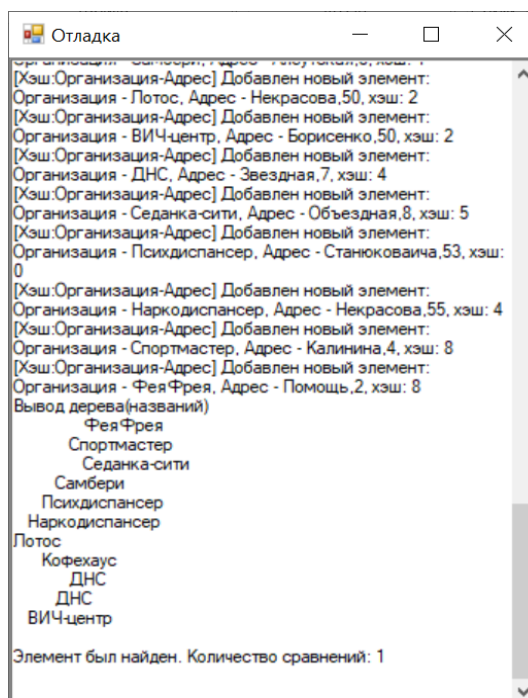 Отладка
[Хэш:Организация-Адрес] Добавлен новый элемент:
Организация - Лотос, Адрес - Некрасова,50, хэш: 2
[Хэш:Организация-Адрес] Добавлен новый элемент:
Организация - ВИЧ-центр, Адрес - Борисенко,50, хэш: 2
[Хэш:Организация-Адрес] Добавлен новый элемент:
Организация - ДНС, Адрес - Звездная,7, хэш: 4
[Хэш:Организация-Адрес] Добавлен новый элемент:
Организация - Седанка-сити, Адрес - Объездная,8, хэш: 5
[Хэш:Организация-Адрес] Добавлен новый элемент:
Организация - Психдиспансер, Адрес - Станюковаича,53, хэш:
0
[Хэш:Организация-Адрес] Добавлен новый элемент:
Организация - Наркодиспансер, Адрес - Некрасова,55, хэш: 4
[Хэш:Организация-Адрес] Добавлен новый элемент:
Организация - Спортмастер, Адрес - Калинина,4, хэш: 8
[Хэш:Организация-Адрес] Добавлен новый элемент:
Организация - ФеяФрея, Адрес - Помощь,2, хэш: 8
Вывод дерева(названий)
ФеяФрея
Спортмастер
Седанка-сити
Самбери
Психдиспансер
Наркодиспансер
Лотос
Кофехаус
ДНС
ДНС
ВИЧ-центр
Элемент был найден. Количество сравнений: 1